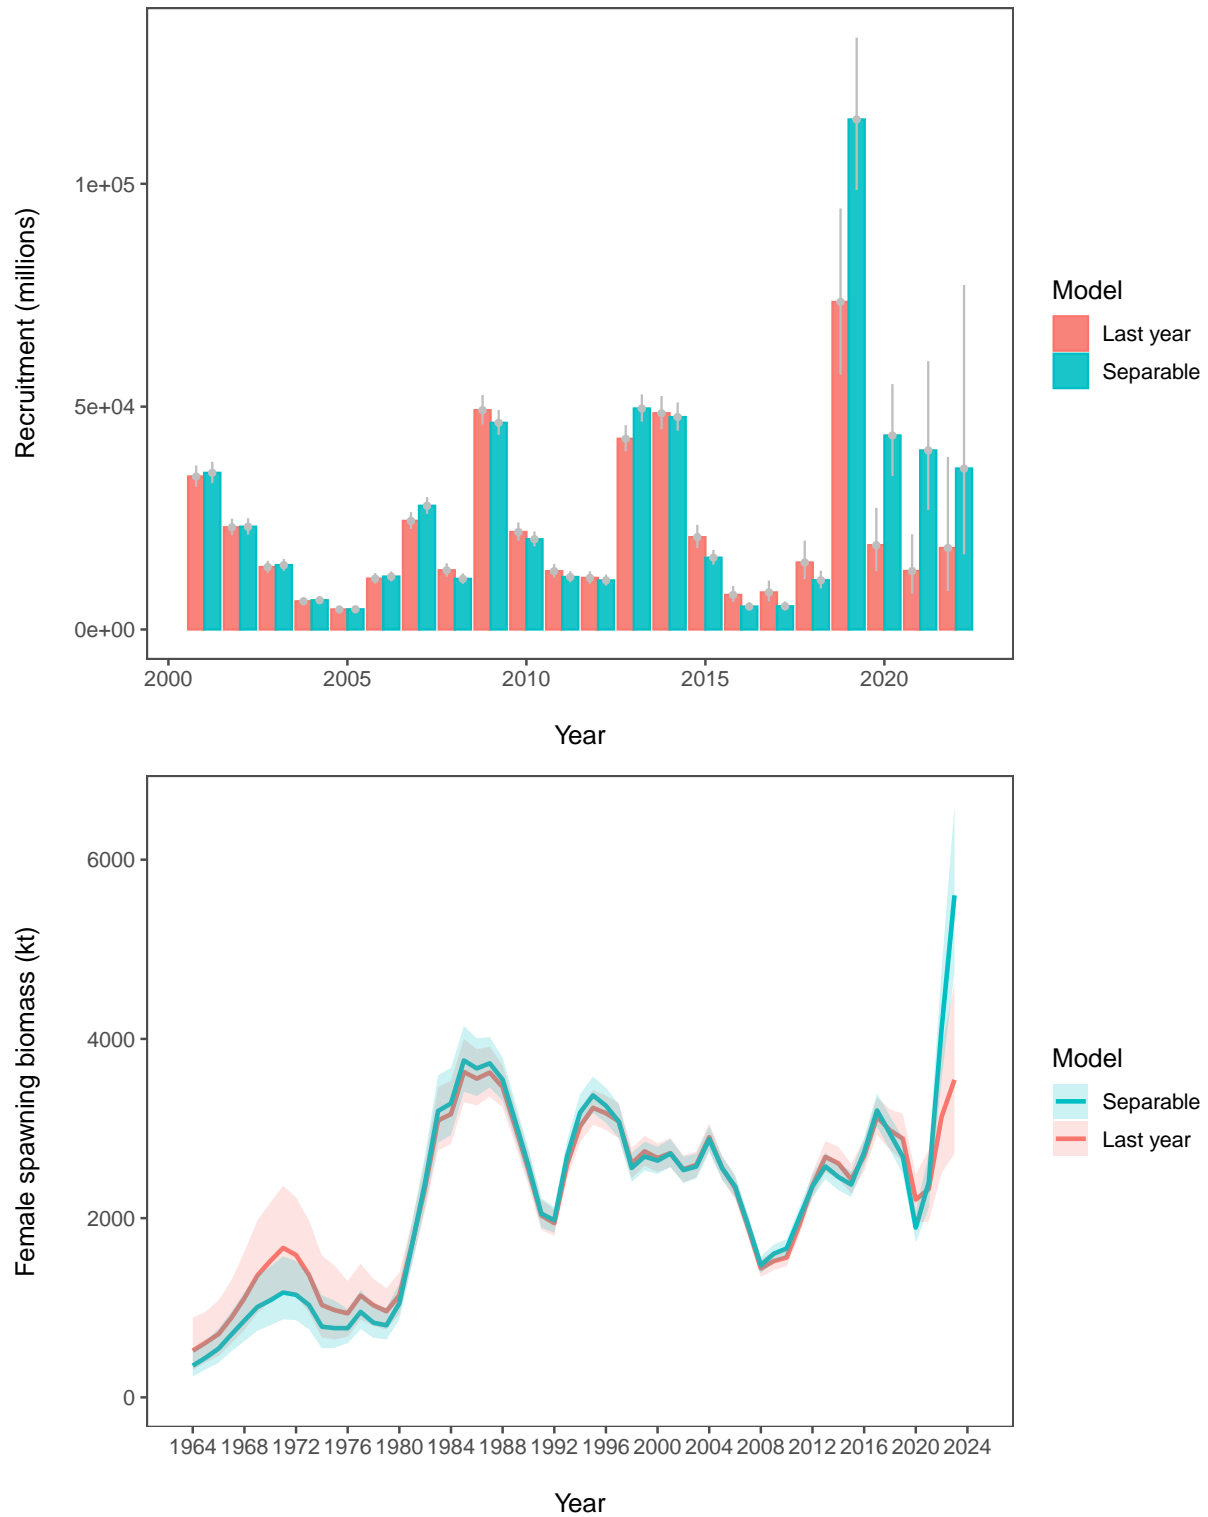 Recruitment (millions)
1e+05
5e+04
0e+00
2000 2005 2010 2015 2020
Year
Model
Last year
Separable
Female spawning biomass (kt)
6000
4000
2000
0
1964 1968 1972 1976 1980 1984 1988 1992 1996 2000 2004 2008 2012 2016 2020 2024
Year
Model
Separable
Last year